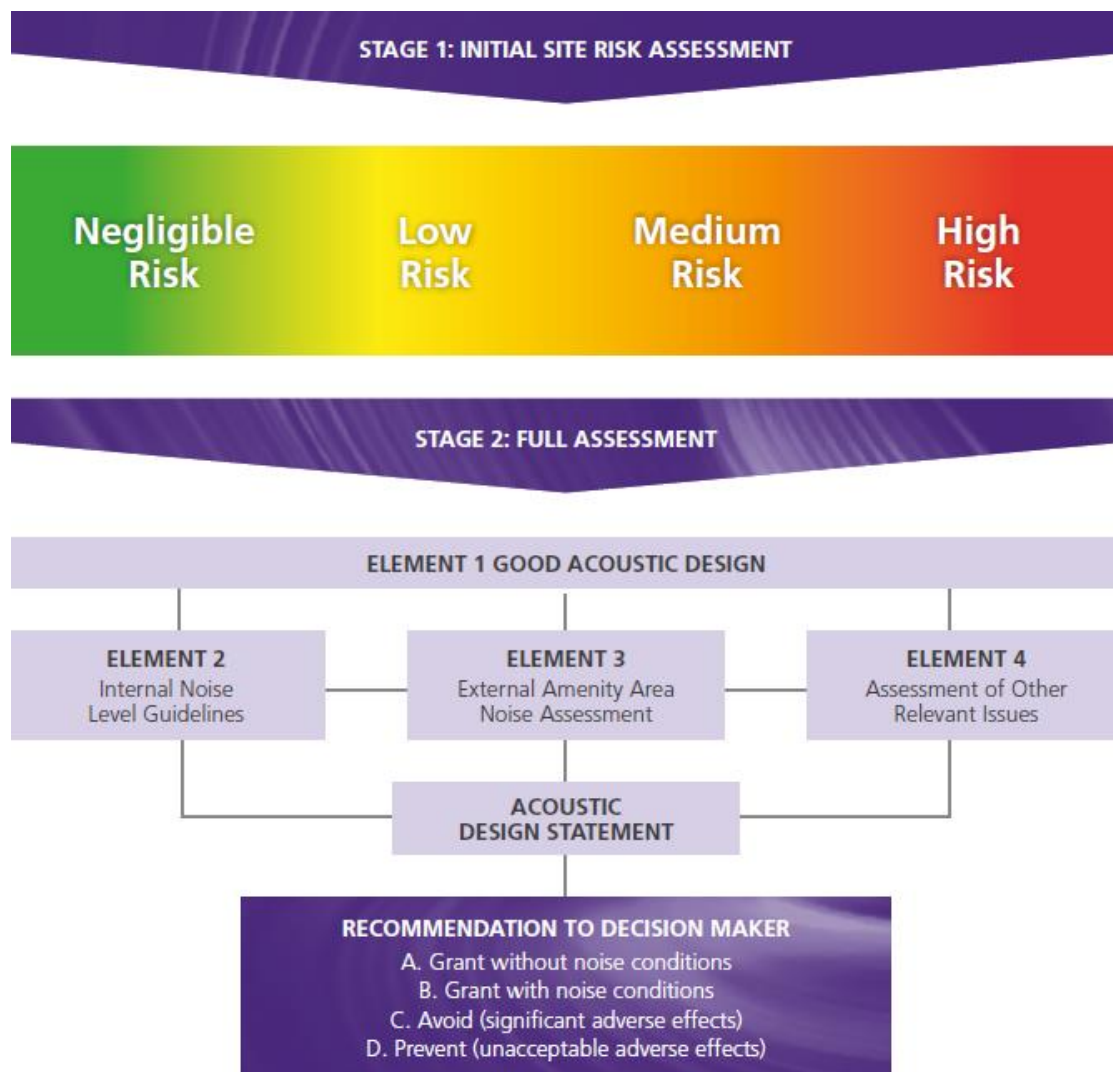 STAGE 1: INITIAL SITE RISK ASSESSMENT
Negligible
Risk
Low
Risk
Medium
Risk
High
Risk
STAGE 2: FULL ASSESSMENT
ELEMENT 1 GOOD ACOUSTIC DESIGN
ELEMENT 2
Internal Noise
Level Guidelines
ELEMENT 3
External Amenity Area
Noise Assessment
ELEMENT 4
Assessment of Other
Relevant Issues
ACOUSTIC
DESIGN STATEMENT
RECOMMENDATION TO DECISION MAKER
A. Grant without noise conditions
B. Grant with noise conditions
C. Avoid (significant adverse effects)
D. Prevent (unacceptable adverse effects)